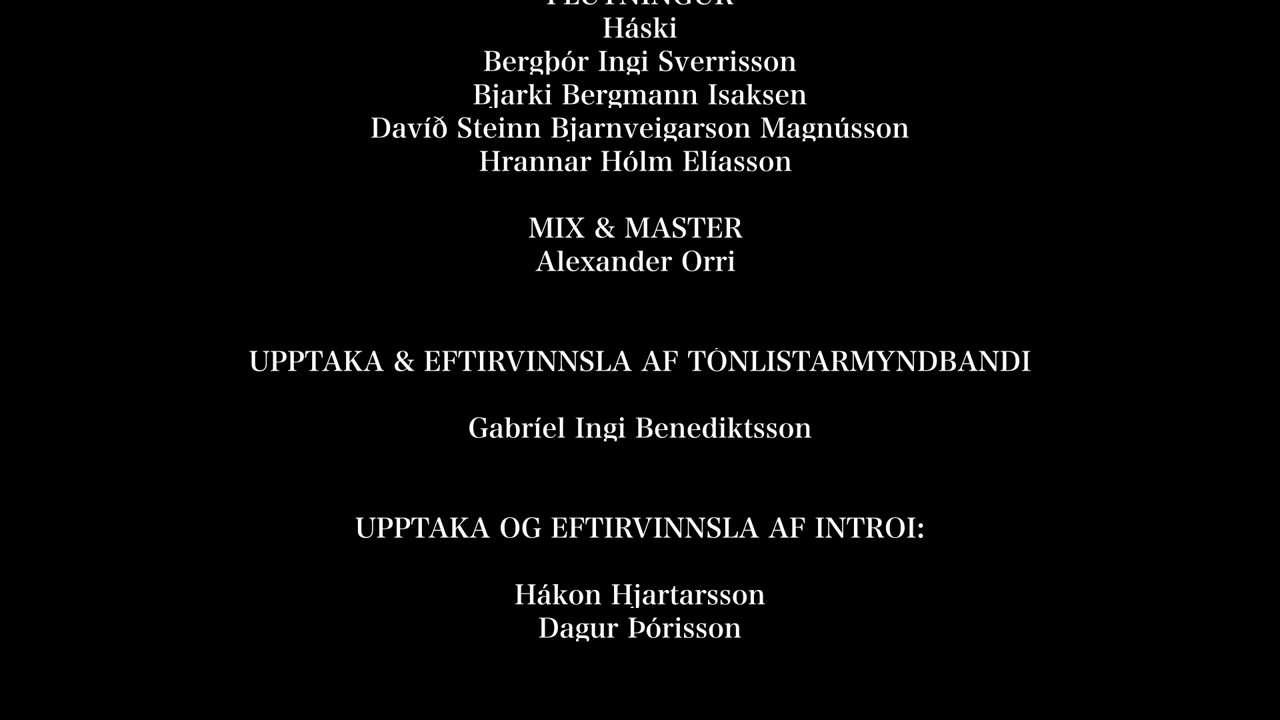 FLUTNINGUR
Háski
Bergþór Ingi Sverrisson
Bjarki Bergmann Isaksen
Davíð Steinn Bjarnveigarson Magnússon
Hrannar Hólm Elíasson
MIX & MASTER
Alexander Orri
UPPTAKA & EFTIRVINNSLA AF TÓNLISTARMYNDBANDI
Gabríel Ingi Benediktsson
UPPTAKA OG EFTIRVINNSLA AF INTROI:
Hákon Hjartarsson
Dagur Þórisson